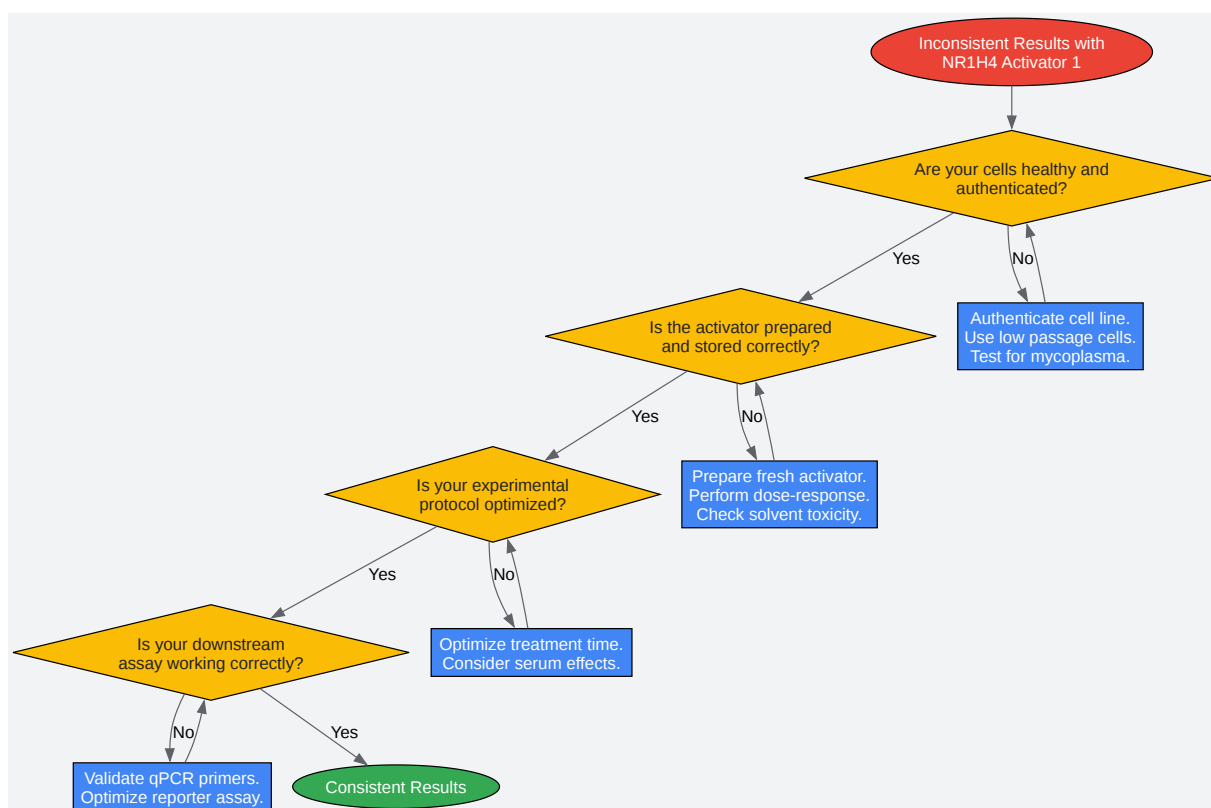 Inconsistent Results with
NR1H4 Activator 1
Are your cells healthy and
authenticated?
Yes
No
Authenticate cell line.
Use low passage cells.
Test for mycoplasma.
Is the activator prepared
and stored correctly?
Yes
No
Prepare fresh activator.
Perform dose-response.
Check solvent toxicity.
Is your experimental
protocol optimized?
Yes
No
Optimize treatment time.
Consider serum effects.
Is your downstream
assay working correctly?
No
Yes
Validate qPCR primers.
Optimize reporter assay.
Consistent Results